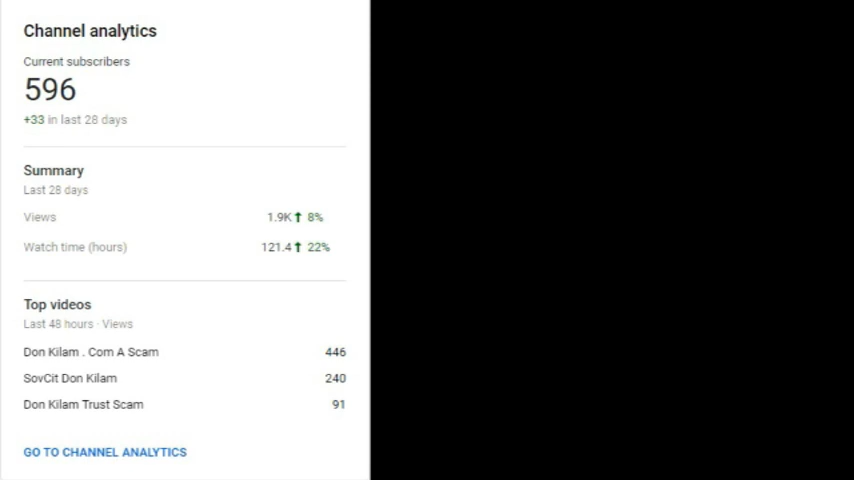 Channel analytics
Current subscribers
596
+33 in last 28 days
Summary
Last 28 days
Views 1.9K ↑ 8%
Watch time (hours) 121.4 ↑ 22%
Top videos
Last 48 hours · Views
Don Kilam . Com A Scam 446
SovCit Don Kilam 240
Don Kilam Trust Scam 91
GO TO CHANNEL ANALYTICS